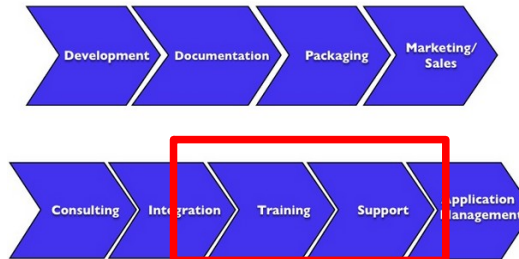 Development
Documentation
Packaging
Marketing/
Sales
Consulting
Integration
Training
Support
Application
Management